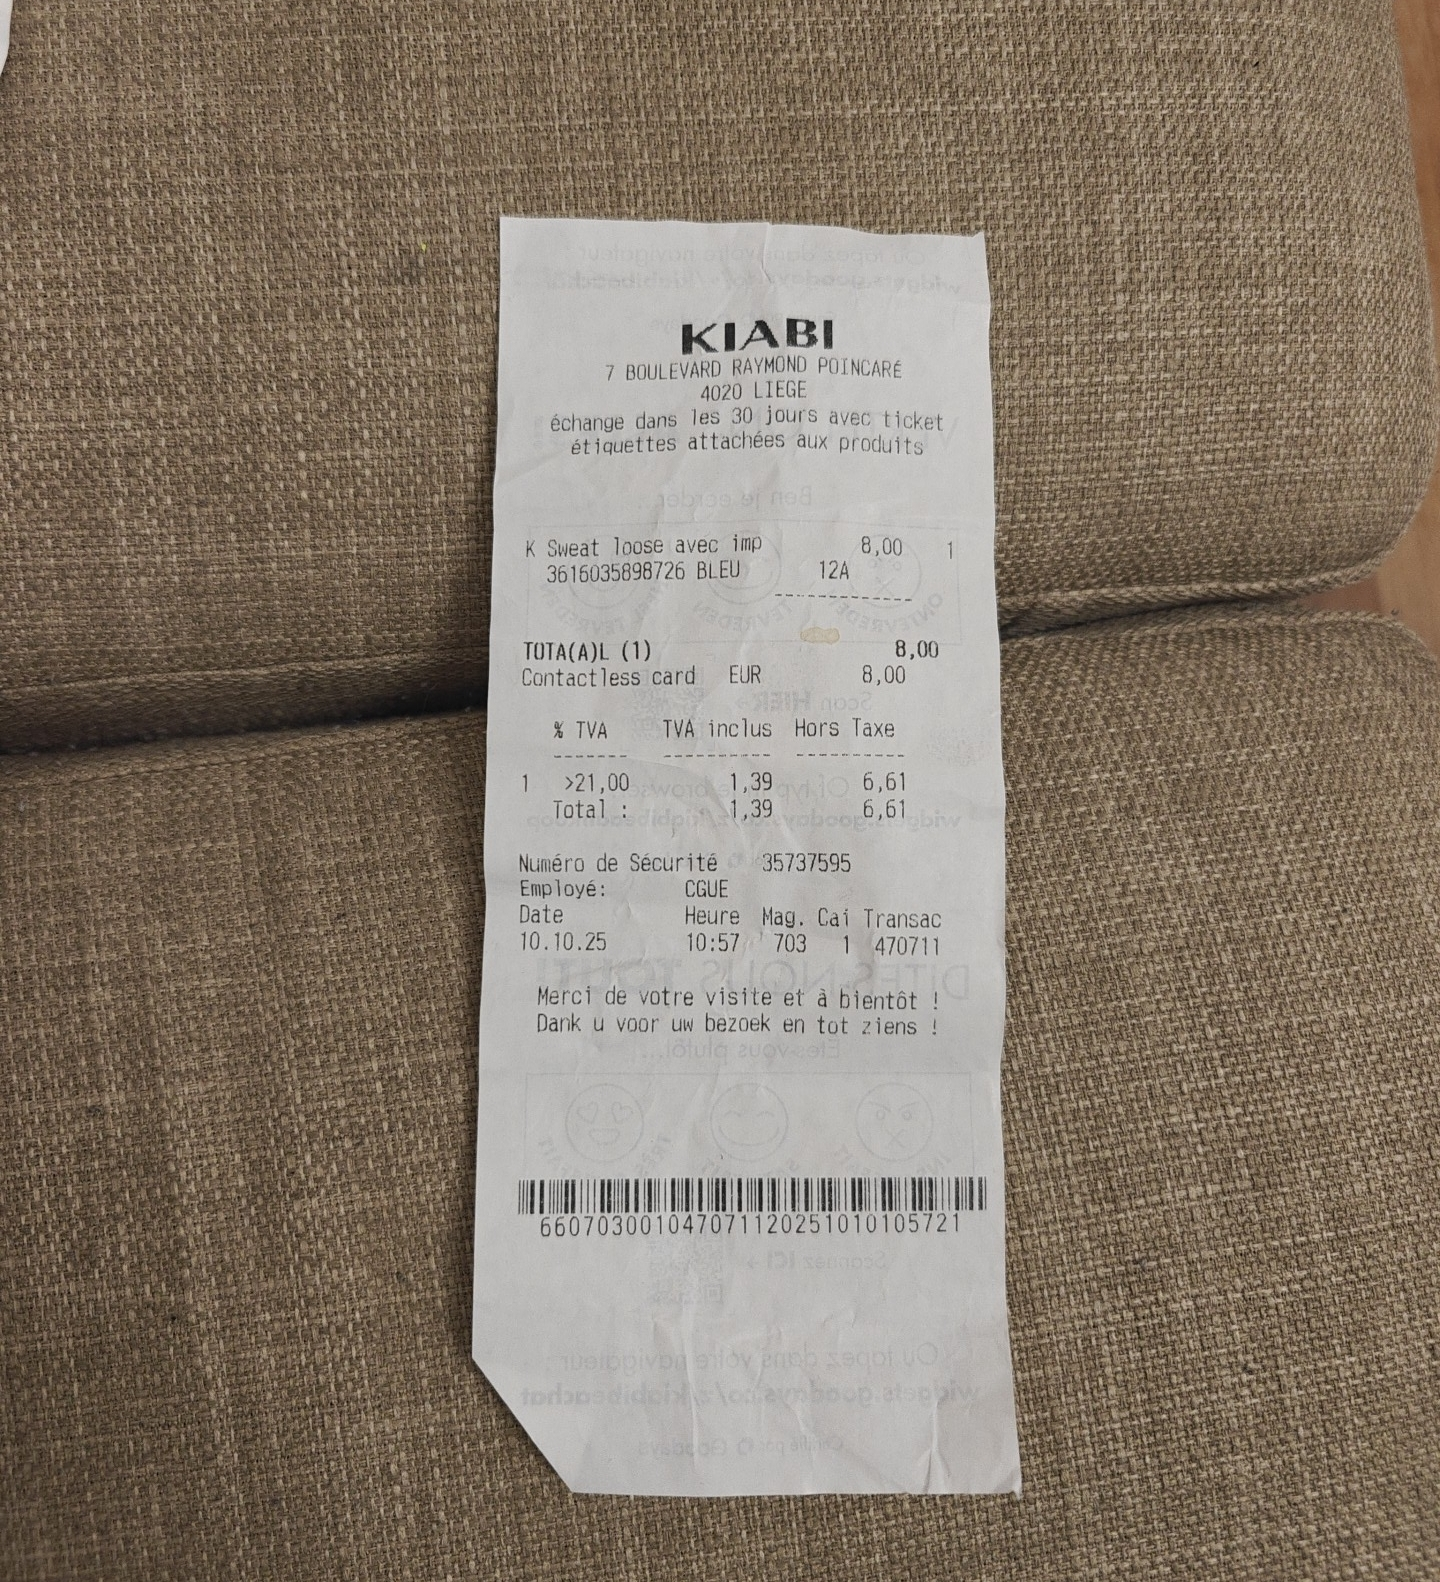 KIABI
7 BOULEVARD RAYMOND POINCARÉ
4020 LIEGE
échange dans les 30 jours avec ticket
étiquettes attachées aux produits
K Sweat loose avec imp 8,00 1
3616035898726 BLEU 12A
-------------
TOTA(A)L (1) 8,00
Contactless card EUR 8,00
% TVA TVA inclus Hors Taxe
------- ---------- ----------
1 >21,00 1,39 6,61
Total : 1,39 6,61
Numéro de Sécurité 35737595
Employé: CGUE
Date Heure Mag. Cai Transac
10.10.25 10:57 703 1 470711
Merci de votre visite et à bientôt !
Dank u voor uw bezoek en tot ziens !
660703001047071120251010105721